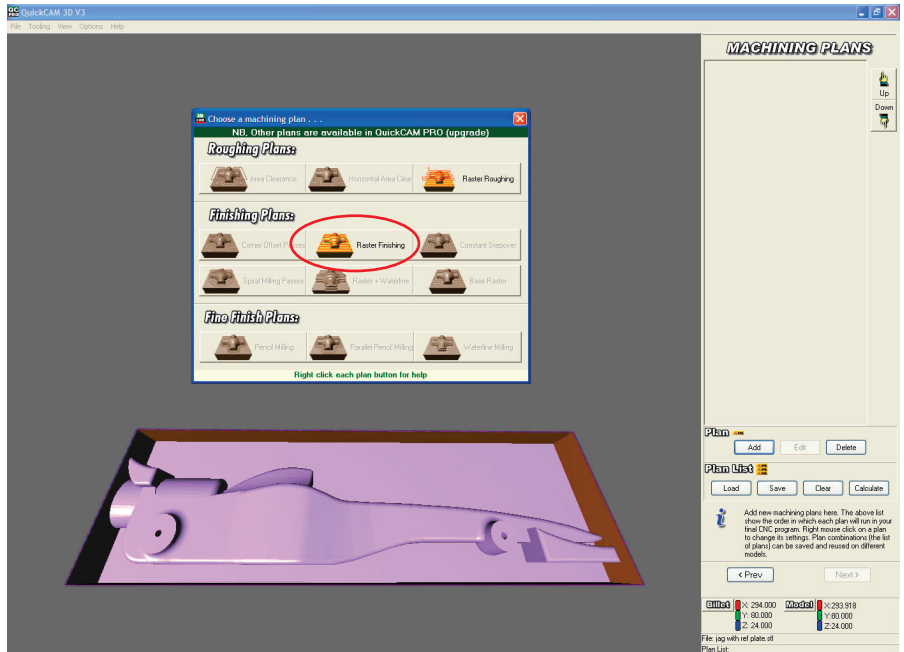 QC PRO QuickCAM 3D V3
File Tooling View Options Help
MACHINING PLANS
Up
Down
Choose a machining plan . . .
NB, Other plans are available in QuickCAM PRO (upgrade)
Roughing Plans:
Area Clearance
Horizontal Area Clear
Raster Roughing
Finishing Plans:
Corner Offset Passes
Raster Finishing
Constant Stepover
Spiral Milling Passes
Raster + Waterline
Base Raster
Fine Finish Plans:
Pencil Milling
Parallel Pencil Milling
Waterline Milling
Right click each plan button for help
Plan
Add
Edit
Delete
Plan List
Load
Save
Clear
Calculate
Add new machining plans here. The above list
show the order in which each plan will run in your
final CNC program. Right mouse click on a plan
to change its settings. Plan combinations (the list
of plans) can be saved and reused on different
models.
< Prev
Next >
Billet X: 294.000 Model X:293.918
Y: 80.000 Y:80.000
Z: 24.000 Z:24.000
File: jag with ref plate.stl
Plan List: